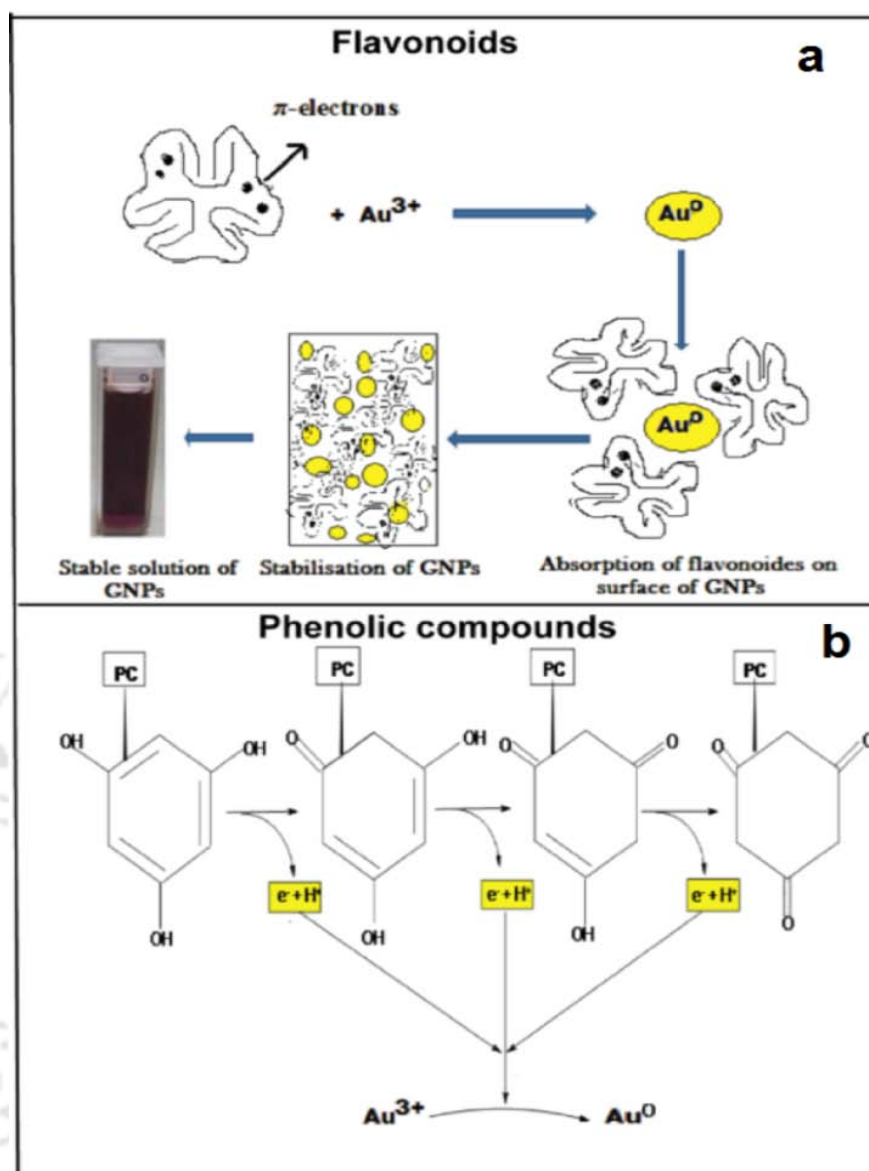 Flavonoids
a
π-electrons
+ Au³⁺
Au⁰
Au⁰
Stable solution of
GNPs
Stabilisation of GNPs
Absorption of flavonoides on
surface of GNPs
Phenolic compounds
b
PC
PC
PC
PC
OH
OH
O
OH
O
O
O
O
e⁻+H⁺
e⁻+H⁺
e⁻+H⁺
OH
OH
OH
O
Au³⁺
Au⁰